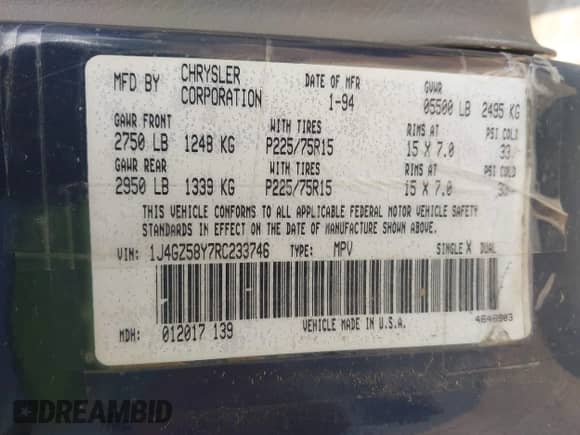 MFD BY CHRYSLER CORPORATION DATE OF MFR 1-94 GVWR 05500 LB 2495 KG
GAWR FRONT WITH TIRES RIMS AT PSI COLD
2750 LB 1248 KG P225/75R15 15 X 7.0 33
GAWR REAR WITH TIRES RIMS AT PSI COLD
2950 LB 1339 KG P225/75R15 15 X 7.0
THIS VEHICLE CONFORMS TO ALL APPLICABLE FEDERAL MOTOR VEHICLE SAFETY
STANDARDS IN EFFECT ON THE DATE OF MANUFACTURE SHOWN ABOVE.
VIN: 1J4GZ58Y7RC233746 TYPE: MPV SINGLE X DUAL
MDH: 012017 139 VEHICLE MADE IN U.S.A.
DREAMBID